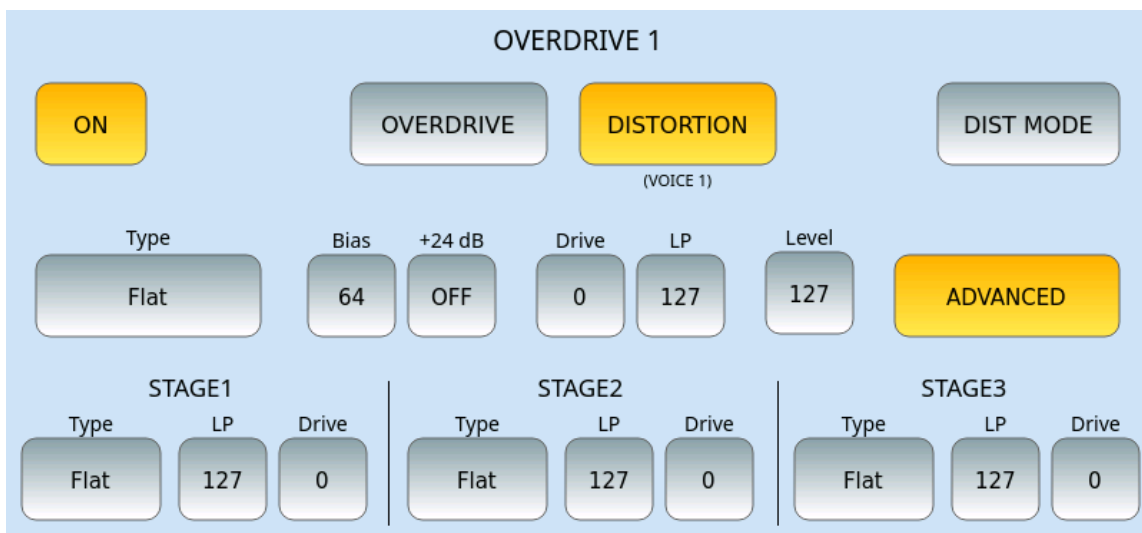 OVERDRIVE 1
ON OVERDRIVE DISTORTION DIST MODE
(VOICE 1)
Type Bias +24 dB Drive LP Level
Flat 64 OFF 0 127 127 ADVANCED
STAGE1 STAGE2 STAGE3
Type LP Drive Type LP Drive Type LP Drive
Flat 127 0 Flat 127 0 Flat 127 0